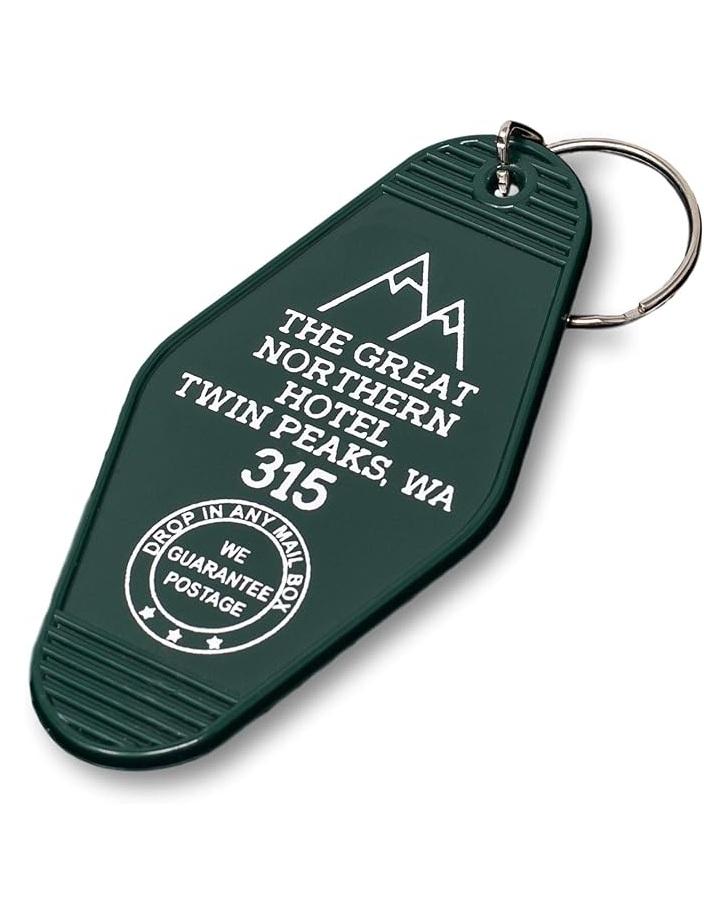 THE GREAT
NORTHERN
HOTEL
TWIN PEAKS, WA
315
DROP IN ANY MAIL BOX
WE
GUARANTEE
POSTAGE